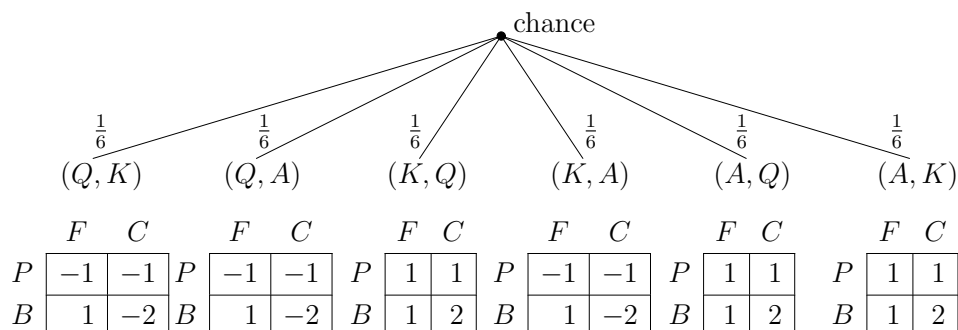 chance
1/6 1/6 1/6 1/6 1/6 1/6
(Q, K) (Q, A) (K, Q) (K, A) (A, Q) (A, K)
F C F C F C F C F C F C
P −1 −1 P −1 −1 P 1 1 P −1 −1 P 1 1 P 1 1
B 1 −2 B 1 −2 B 1 2 B 1 −2 B 1 2 B 1 2